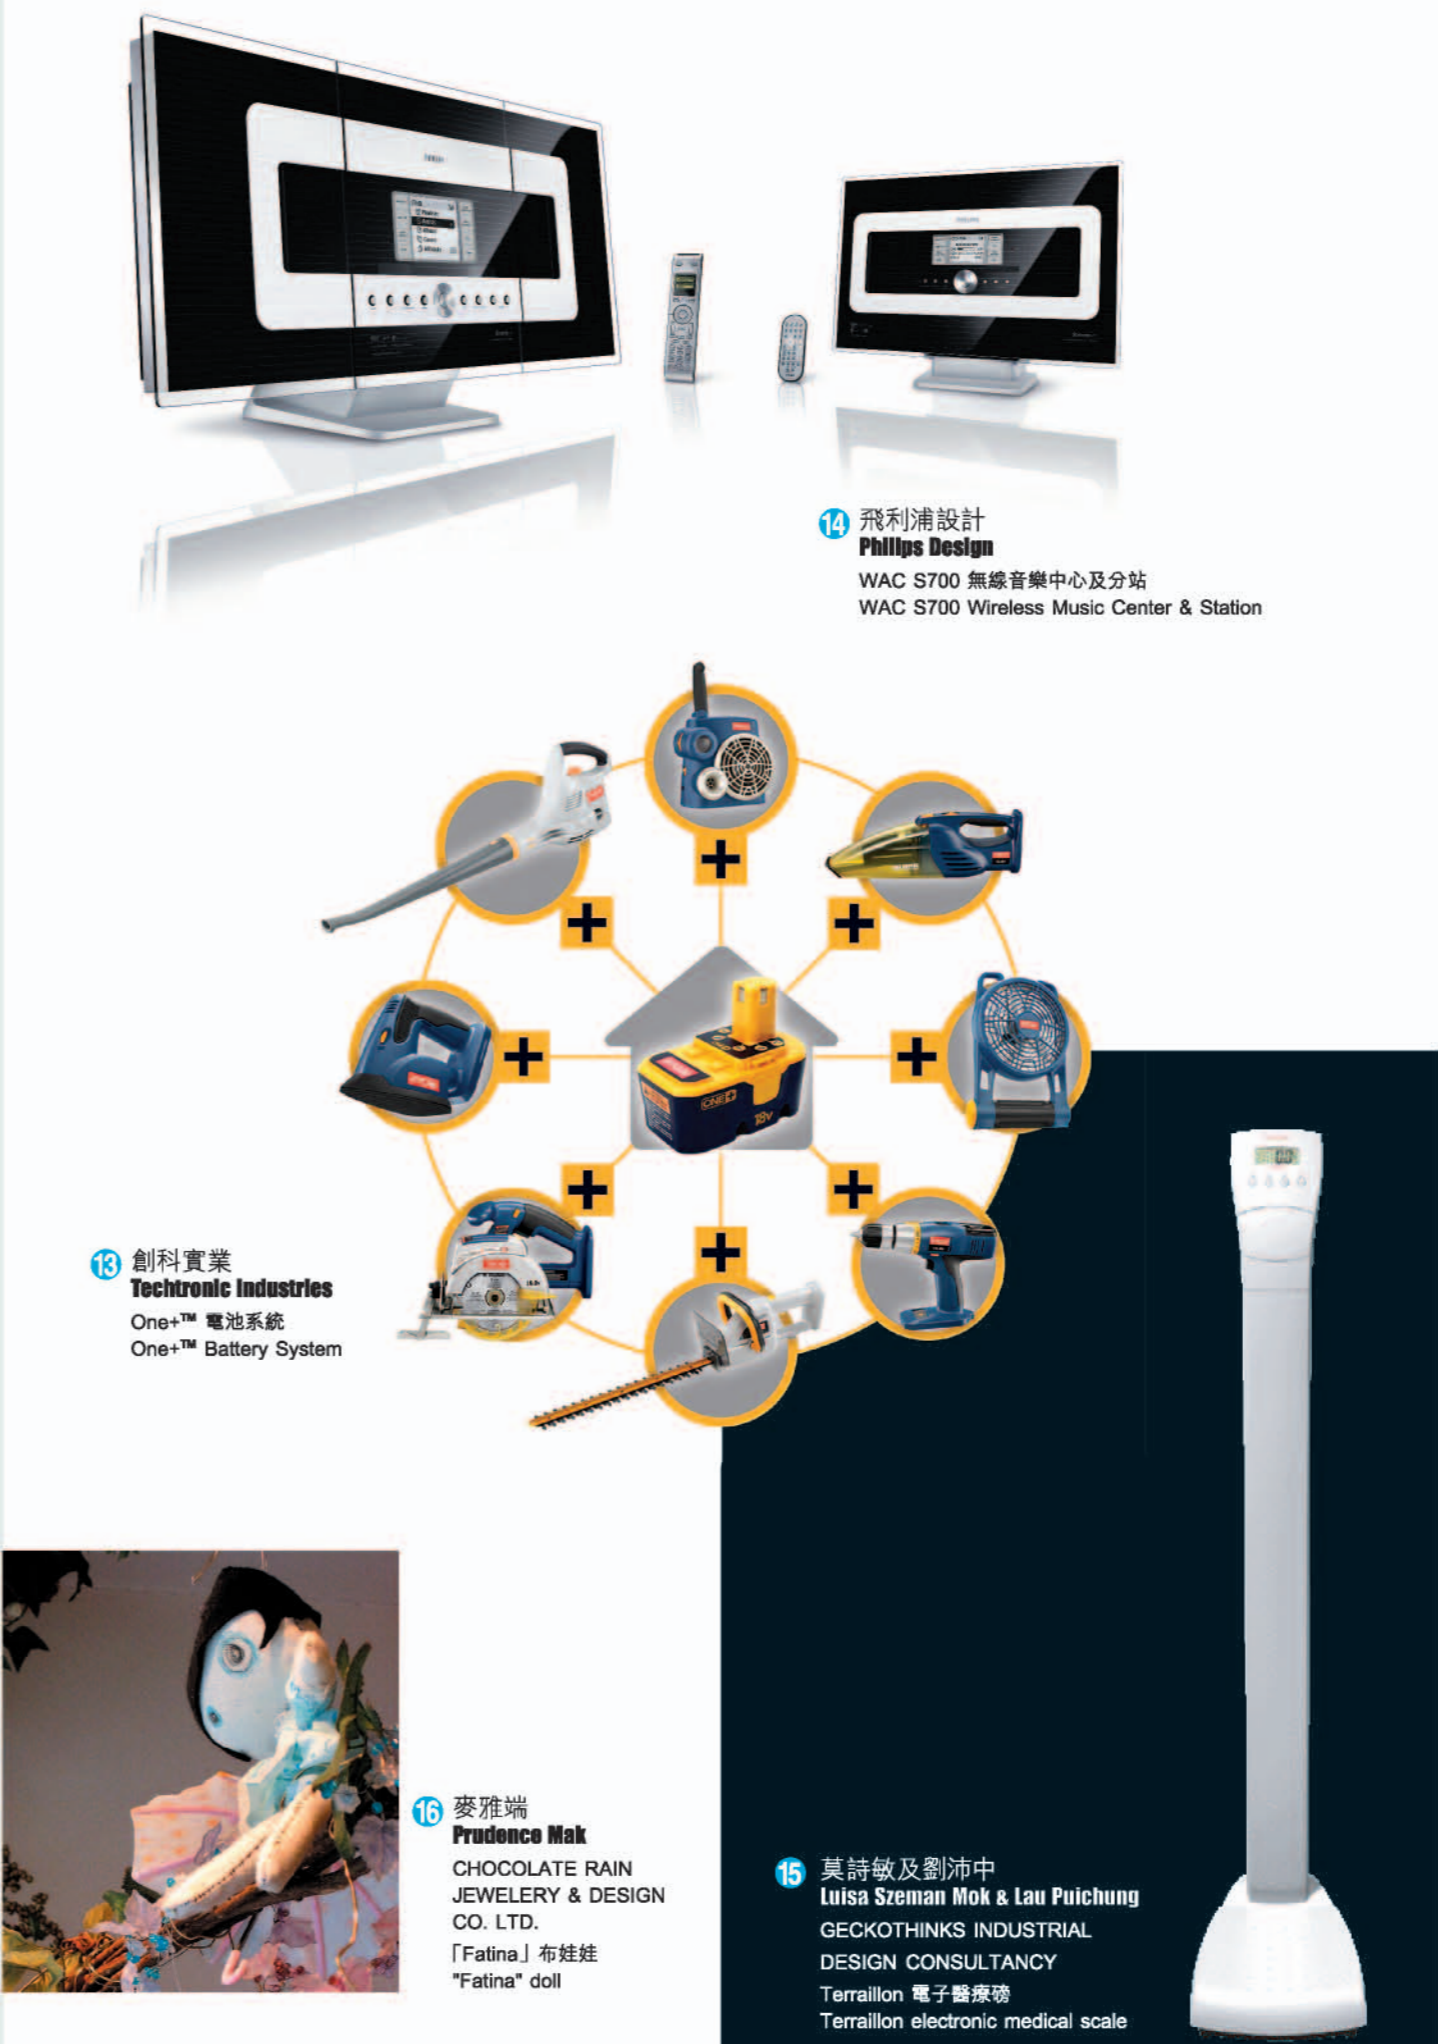 14 飛利浦設計
Philips Design
WAC S700 無線音樂中心及分站
WAC S700 Wireless Music Center & Station
ONE+
18V
13 創科實業
Techtronic Industries
One+™ 電池系統
One+™ Battery System
0.0
16 麥雅端
Prudence Mak
CHOCOLATE RAIN
JEWELERY & DESIGN
CO. LTD.
「Fatina」布娃娃
"Fatina" doll
15 莫詩敏及劉沛中
Luisa Szeman Mok & Lau Puichung
GECKOTHINKS INDUSTRIAL
DESIGN CONSULTANCY
Terraillon 電子醫療磅
Terraillon electronic medical scale